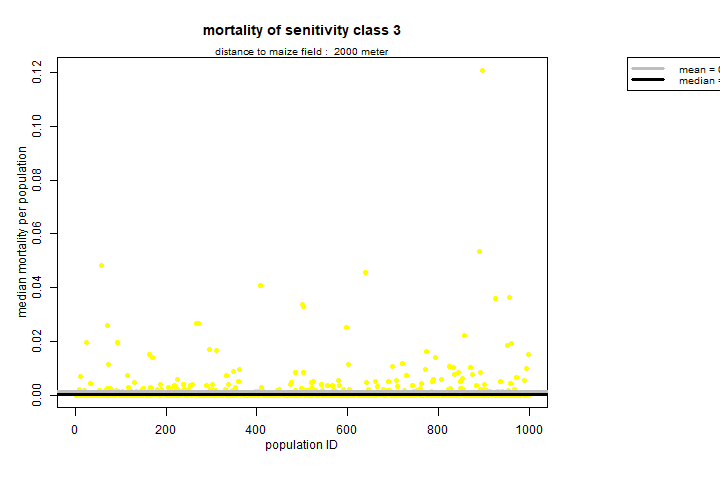 mortality of senitivity class 3
distance to maize field :  2000 meter
median mortality per population
0.12
0.10
0.08
0.06
0.04
0.02
0.00
0 200 400 600 800 1000
population ID
mean = 0
median =